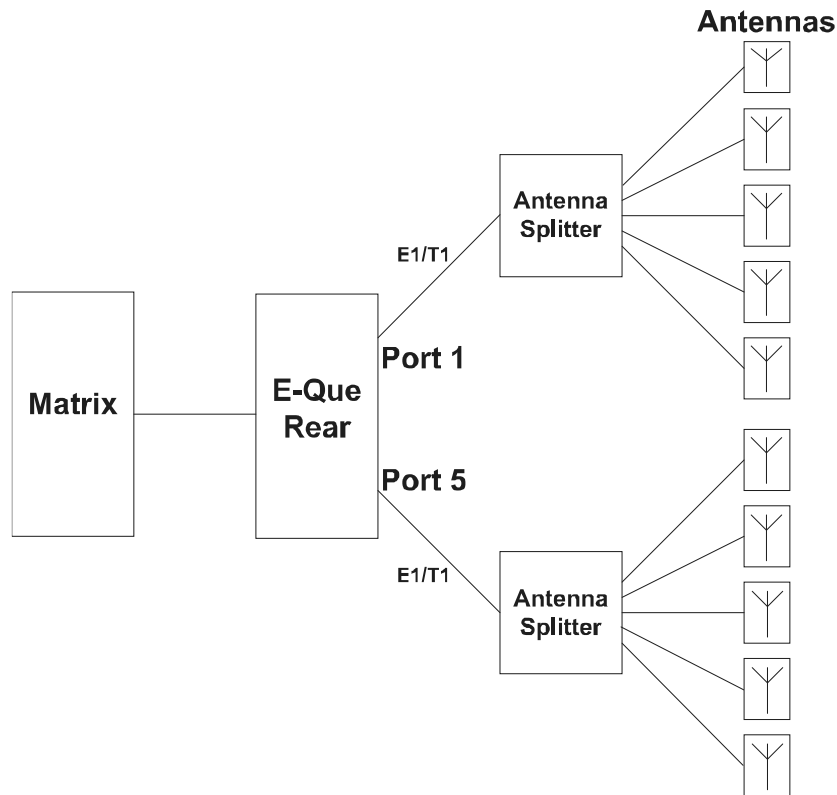 Antennas
Antenna
Splitter
E1/T1
Port 1
Matrix
E-Que
Rear
Port 5
E1/T1
Antenna
Splitter